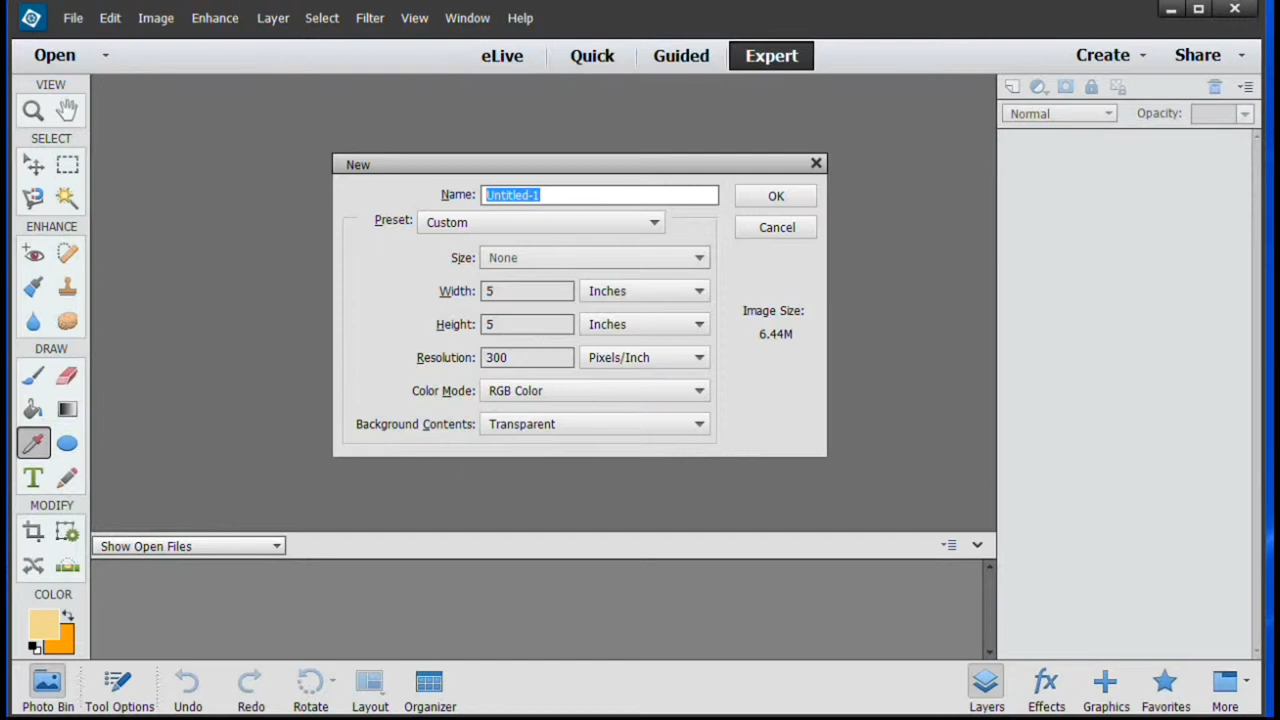 File Edit Image Enhance Layer Select Filter View Window Help
Open eLive Quick Guided Expert Create Share
VIEW
Normal Opacity:
SELECT
New
Name: Untitled-1 OK
Preset: Custom Cancel
Size: None
Width: 5 Inches
Height: 5 Inches
Image Size:
6.44M
Resolution: 300 Pixels/Inch
Color Mode: RGB Color
Background Contents: Transparent
ENHANCE
DRAW
T
MODIFY
Show Open Files
COLOR
fx
Photo Bin Tool Options Undo Redo Rotate Layout Organizer Layers Effects Graphics Favorites More